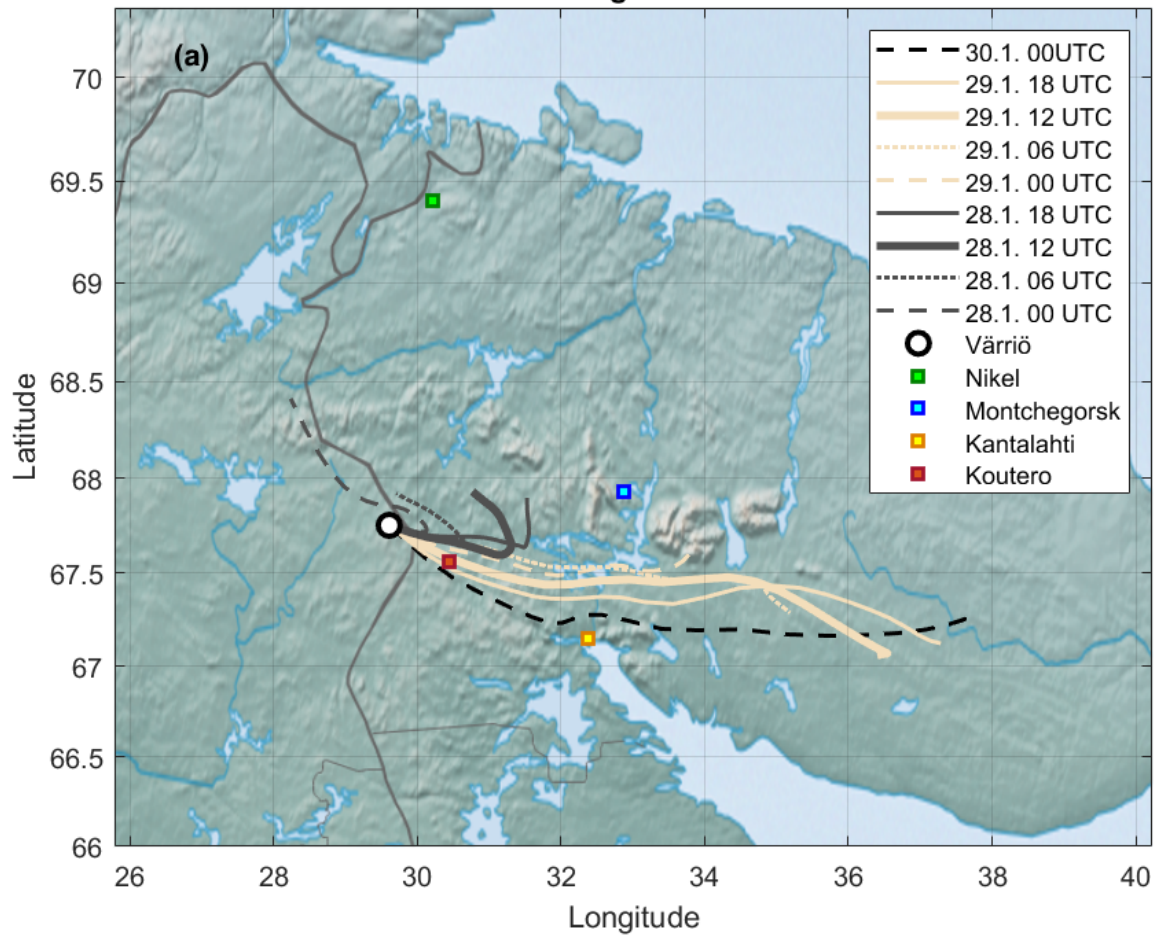 (a)
30.1. 00UTC
29.1. 18 UTC
29.1. 12 UTC
29.1. 06 UTC
29.1. 00 UTC
28.1. 18 UTC
28.1. 12 UTC
28.1. 06 UTC
28.1. 00 UTC
Värriö
Nikel
Montchegorsk
Kantalahti
Koutero
Latitude
70
69.5
69
68.5
68
67.5
67
66.5
66
26 28 30 32 34 36 38 40
Longitude